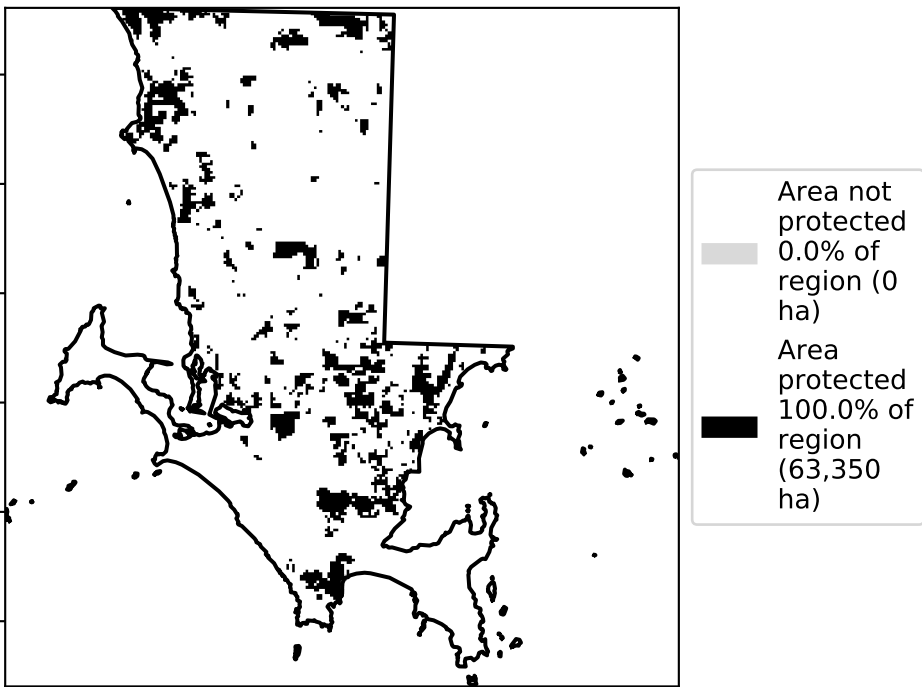 Area not
protected
0.0% of
region (0
ha)
Area
protected
100.0% of
region
(63,350
ha)